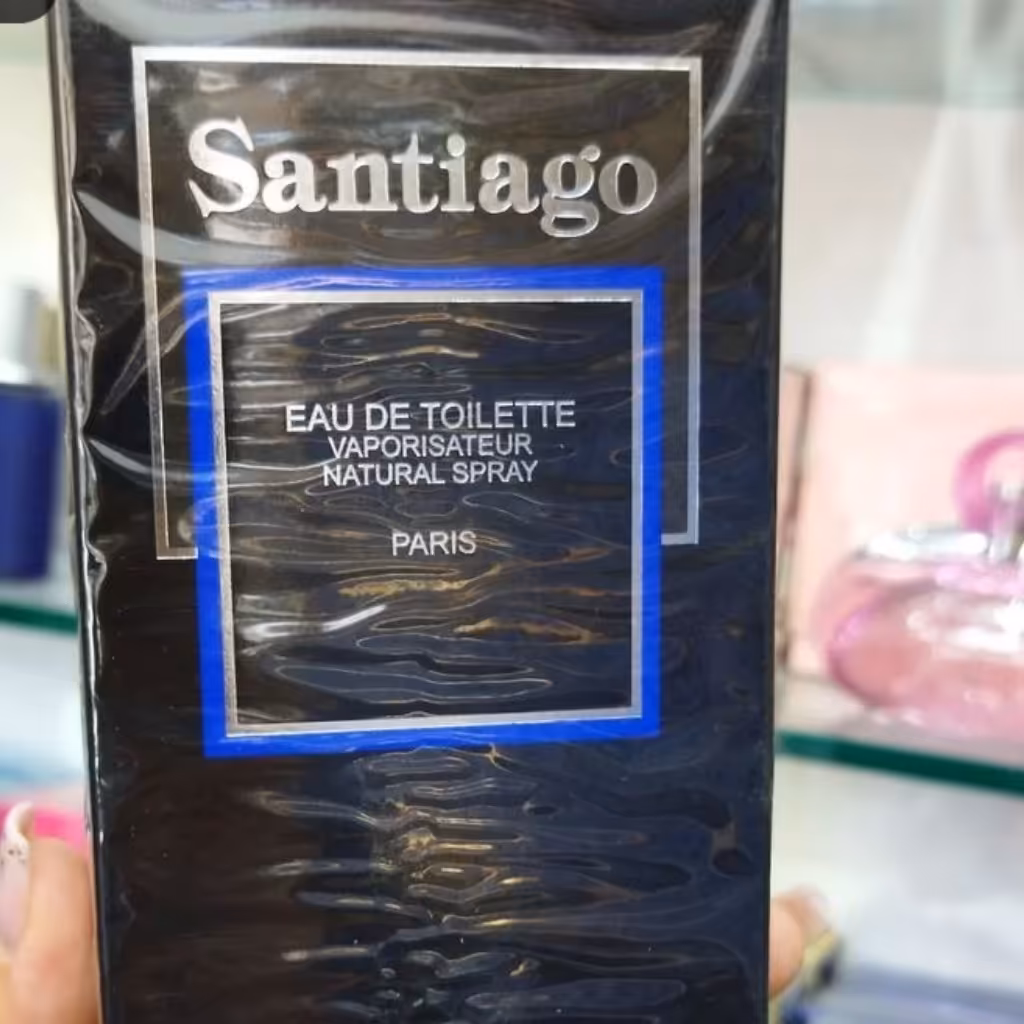 Santiago
EAU DE TOILETTE
VAPORISATEUR
NATURAL SPRAY
PARIS